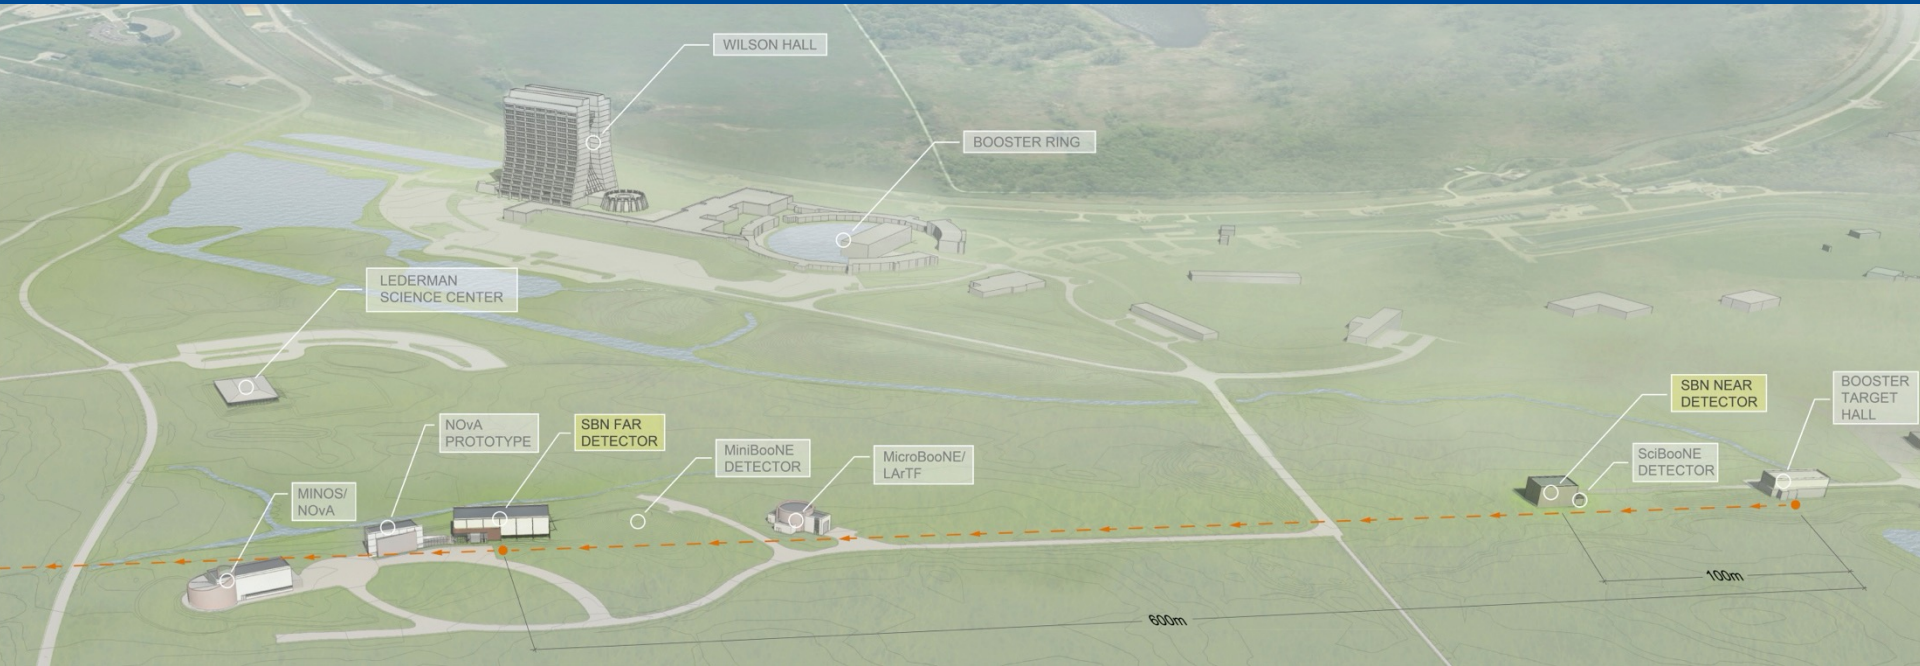 WILSON HALL
BOOSTER RING
LEDERMAN
SCIENCE CENTER
NOvA
PROTOTYPE
SBN FAR
DETECTOR
MiniBooNE
DETECTOR
MicroBooNE/
LArTF
MINOS/
NOvA
SBN NEAR
DETECTOR
SciBooNE
DETECTOR
BOOSTER
TARGET
HALL
100m
600m